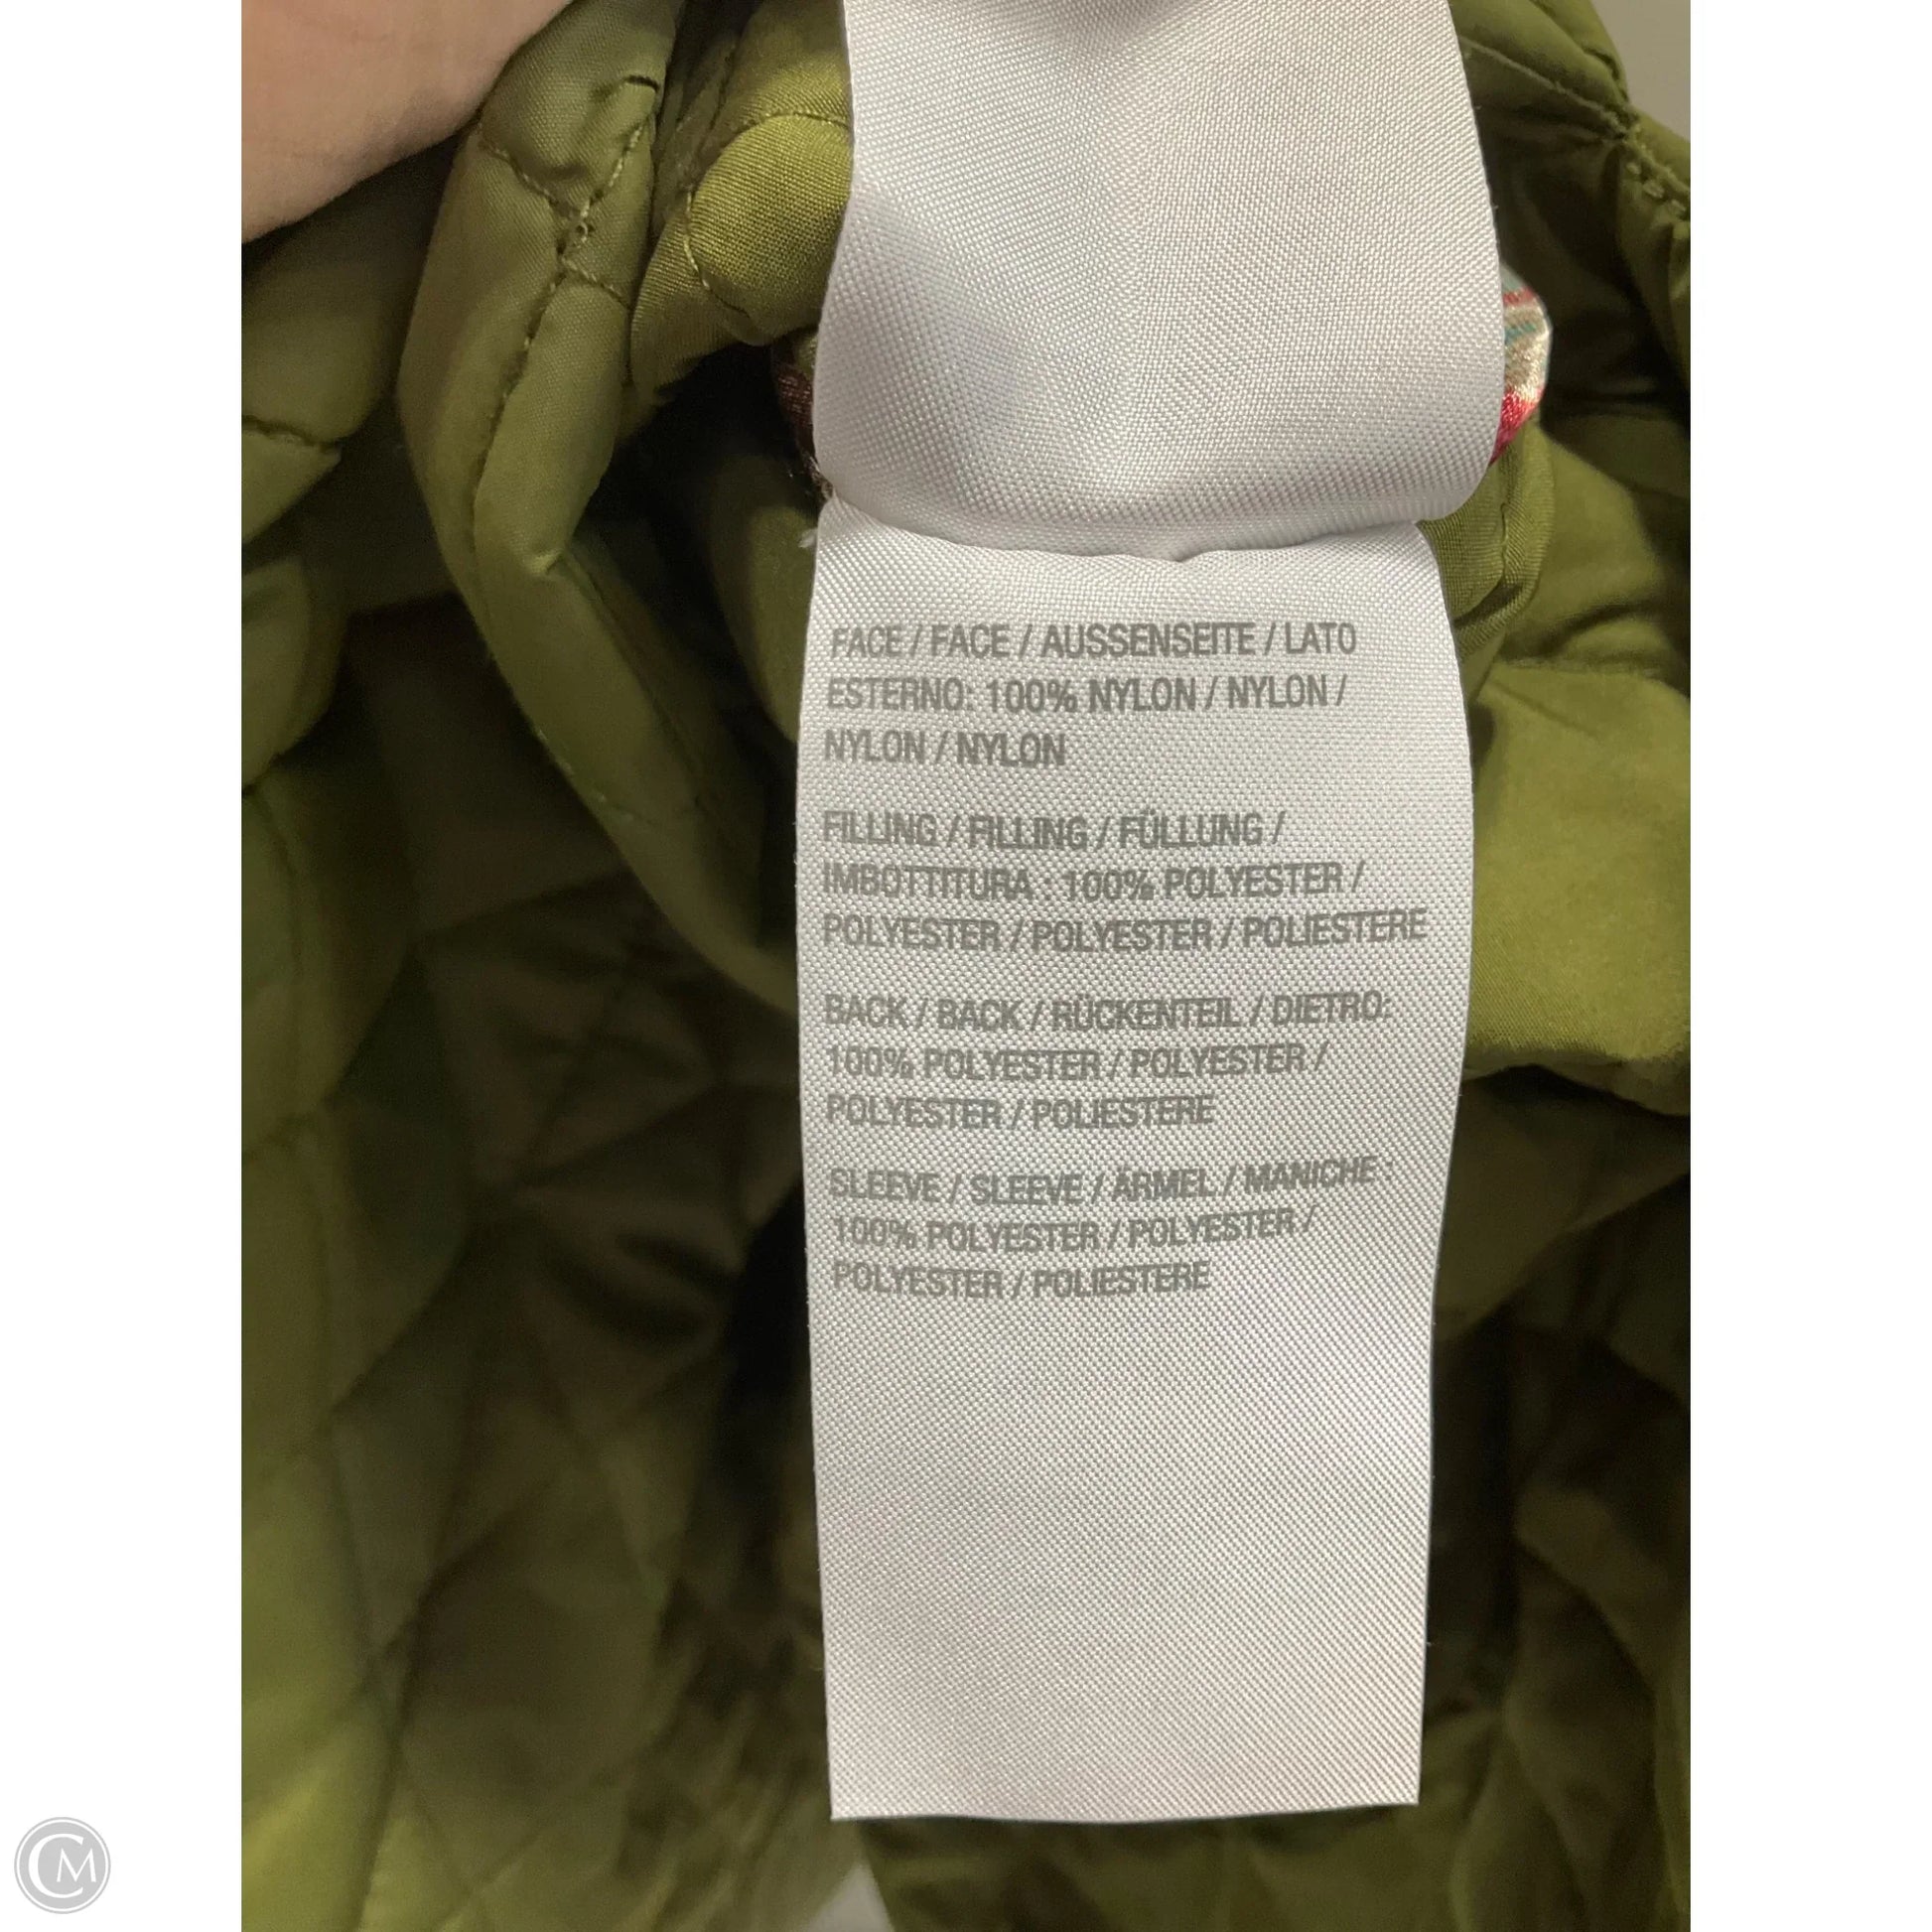 FACE / FACE / AUSSENSEITE / LATO
ESTERNO: 100% NYLON / NYLON /
NYLON / NYLON
FILLING / FILLING / FÜLLUNG /
IMBOTTITURA : 100% POLYESTER /
POLYESTER / POLYESTER / POLIESTERE
BACK / BACK / RÜCKENTEIL / DIETRO:
100% POLYESTER / POLYESTER /
POLYESTER / POLIESTERE
SLEEVE / SLEEVE / ÄRMEL / MANICHE :
100% POLYESTER / POLYESTER /
POLYESTER / POLIESTERE
CM